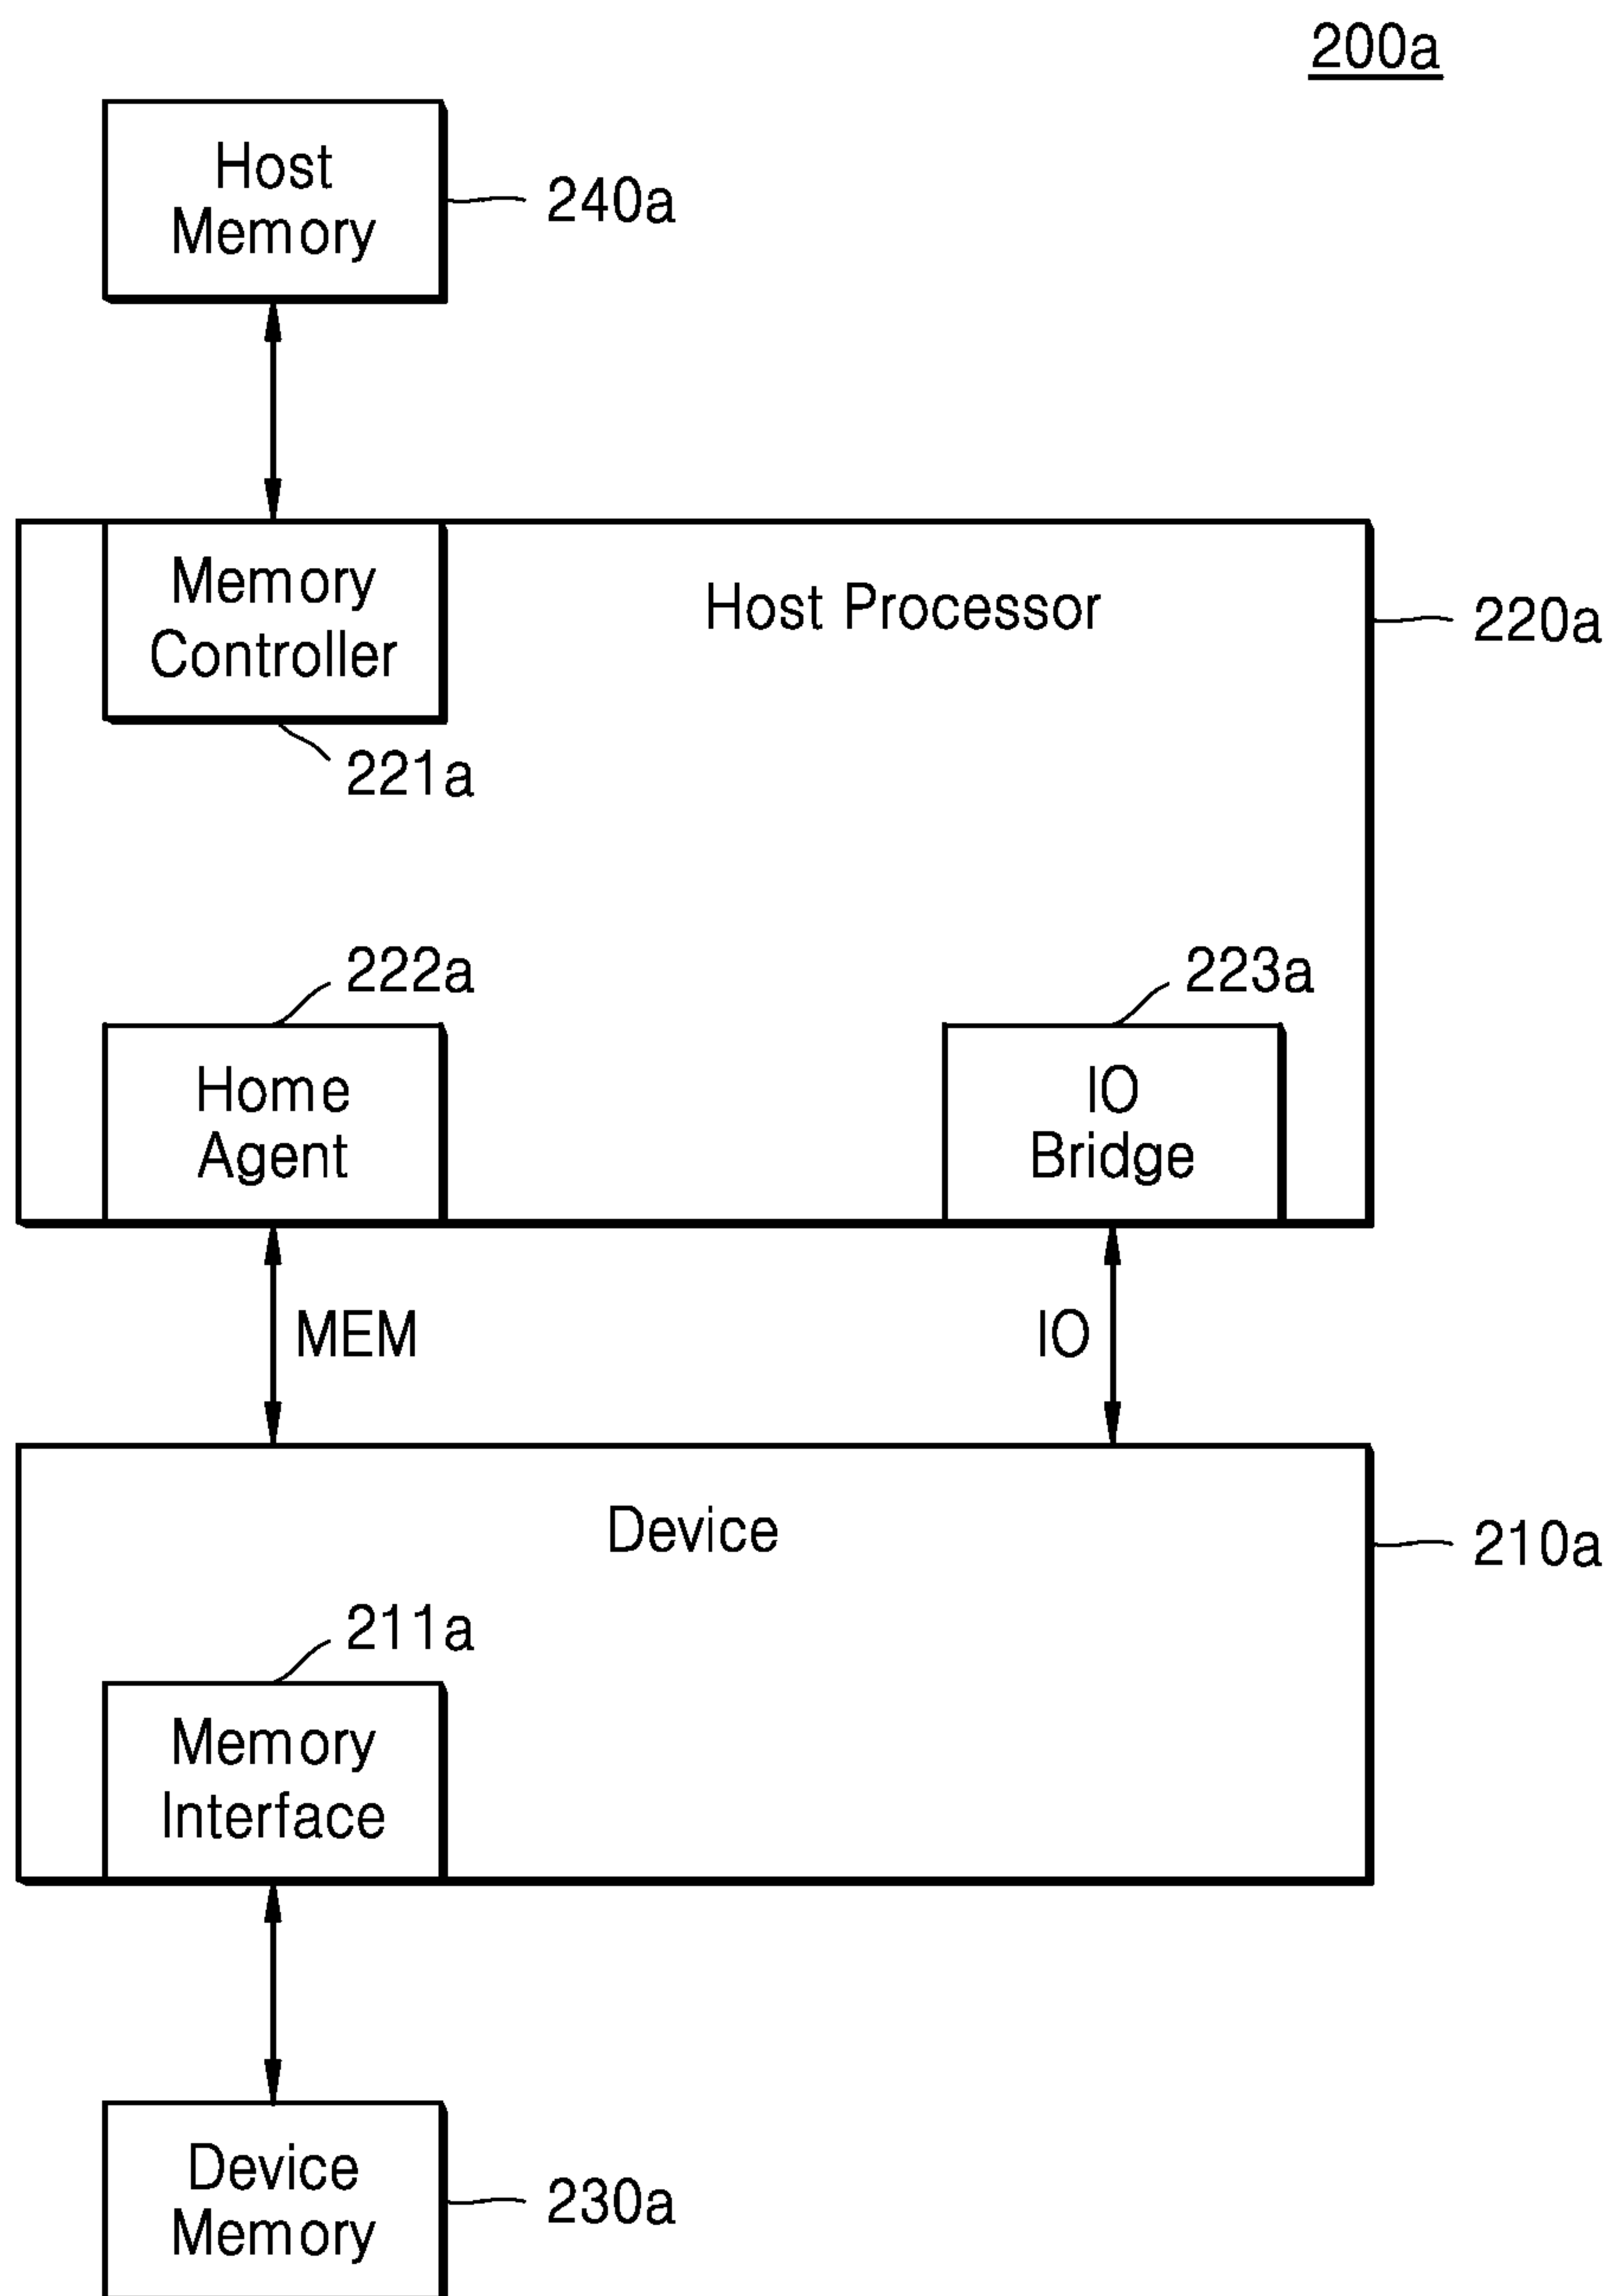 200a
Host
Memory
240a
Memory
Controller
Host Processor
220a
221a
222a
223a
Home
Agent
IO
Bridge
MEM
IO
Device
210a
211a
Memory
Interface
Device
Memory
230a